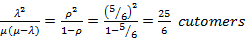 λ²/μ(μ−λ) = ρ²/1−ρ = (5/6)²/1−5/6 = 25/6 cutomers